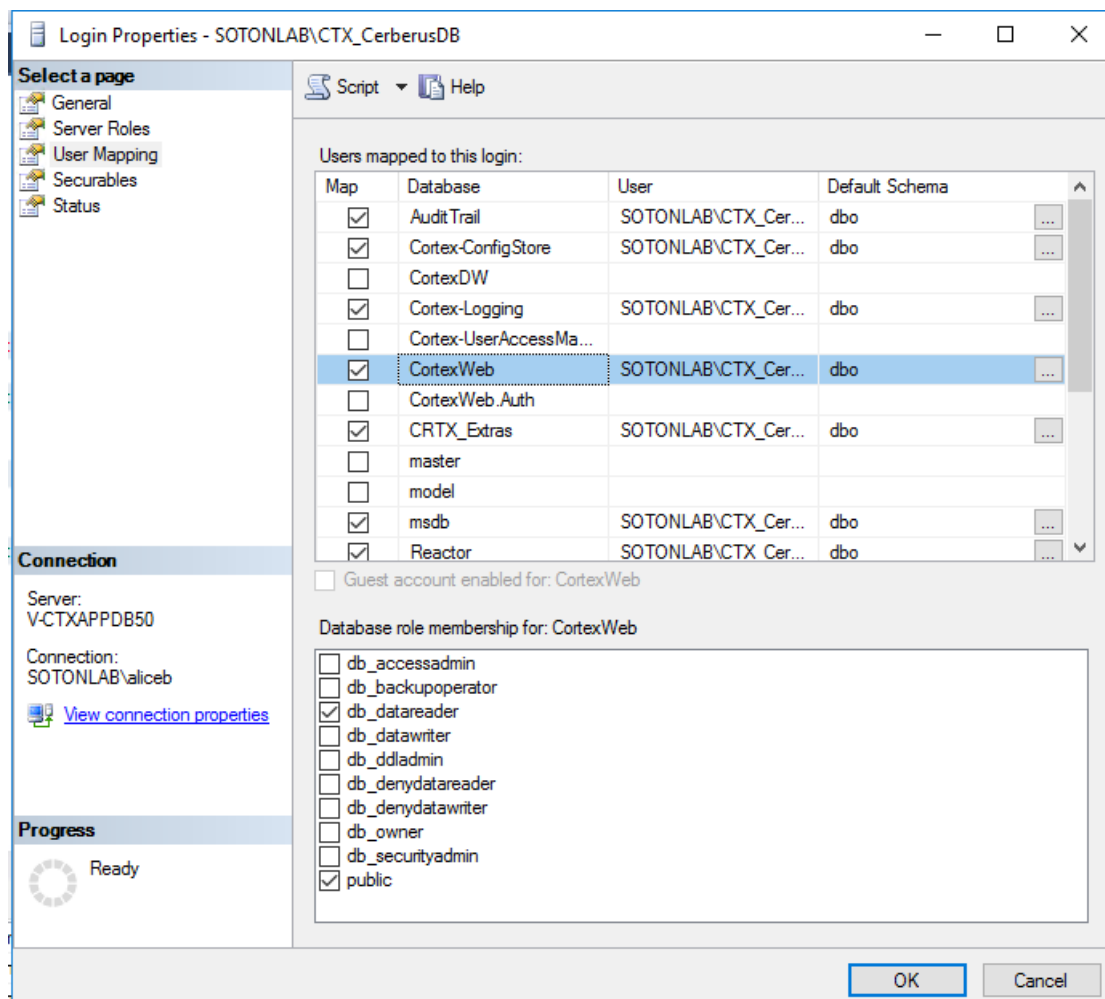 Login Properties - SOTONLAB\CTX_CerberusDB
Select a page
General
Server Roles
User Mapping
Securables
Status
Script
Help
Users mapped to this login:
Map Database User Default Schema
AuditTrail SOTONLAB\CTX_Cer... dbo ...
Cortex-ConfigStore SOTONLAB\CTX_Cer... dbo ...
CortexDW
Cortex-Logging SOTONLAB\CTX_Cer... dbo ...
Cortex-UserAccessMa...
CortexWeb SOTONLAB\CTX_Cer... dbo ...
CortexWeb.Auth
CRTX_Extras SOTONLAB\CTX_Cer... dbo ...
master
model
msdb SOTONLAB\CTX_Cer... dbo ...
Reactor SOTONLAB\CTX_Cer... dbo ...
Guest account enabled for: CortexWeb
Connection
Server:
V-CTXAPPDB50
Connection:
SOTONLAB\aliceb
View connection properties
Progress
Ready
Database role membership for: CortexWeb
db_accessadmin
db_backupoperator
db_datareader
db_datawriter
db_ddladmin
db_denydatareader
db_denydatawriter
db_owner
db_securityadmin
public
OK
Cancel